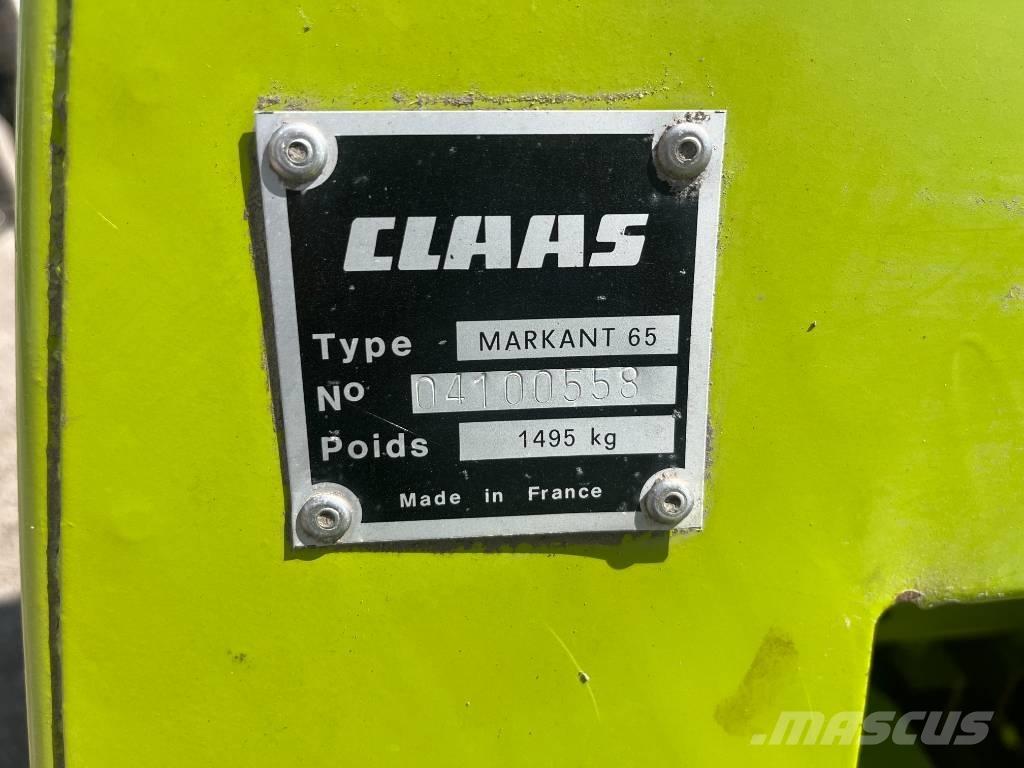 CLAAS
Type MARKANT 65
No 04100558
Poids 1495 kg
Made in France
MASCUS